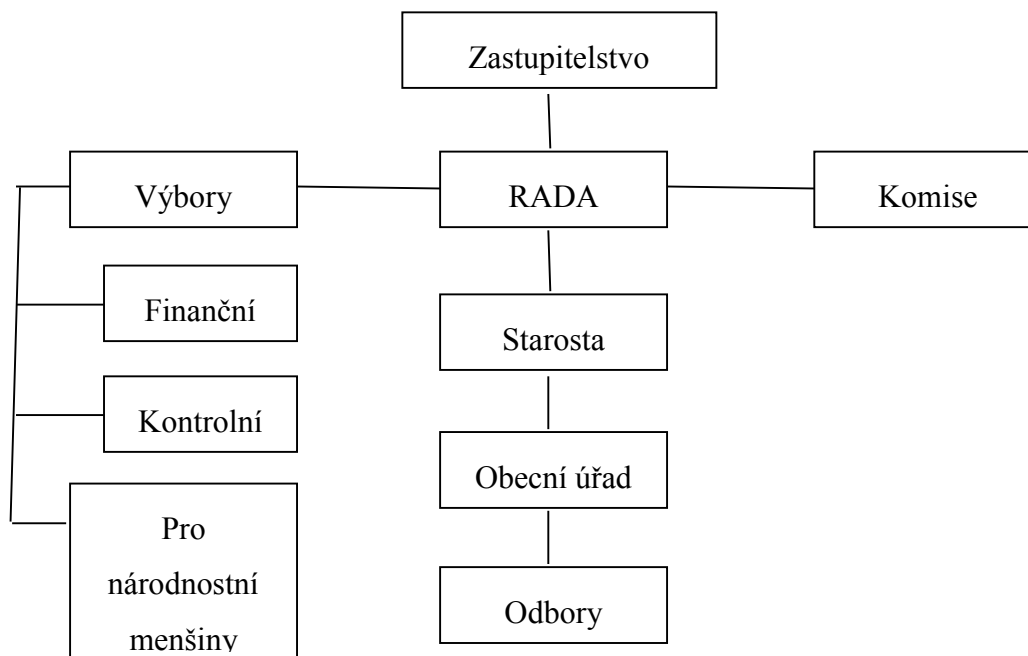 Zastupitelstvo
Výbory
RADA
Komise
Finanční
Starosta
Kontrolní
Obecní úřad
Pro
národnostní
menšiny
Odbory